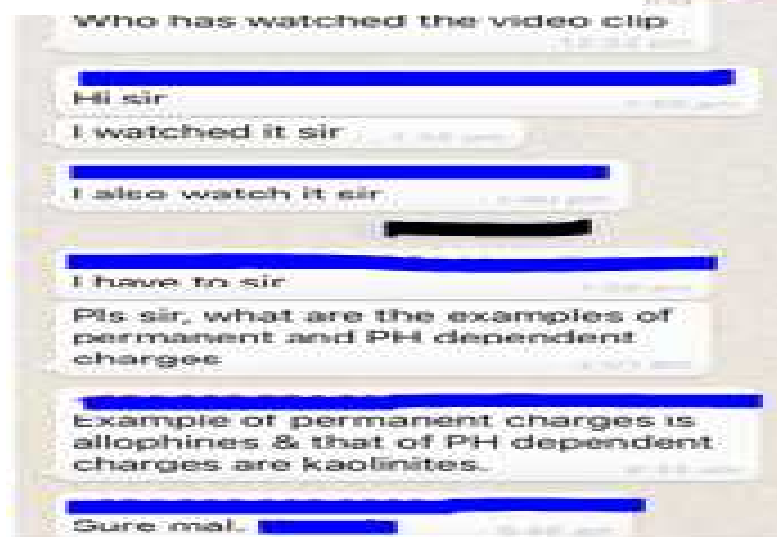 Who has watched the video clip
Hi sir
I watched it sir
I also watch it sir
I have to sir
Pls sir, what are the examples of
permanent and PH dependent
charges
Example of permanent charges is
allophines & that of PH dependent
charges are kaolinites.
Sure mal.